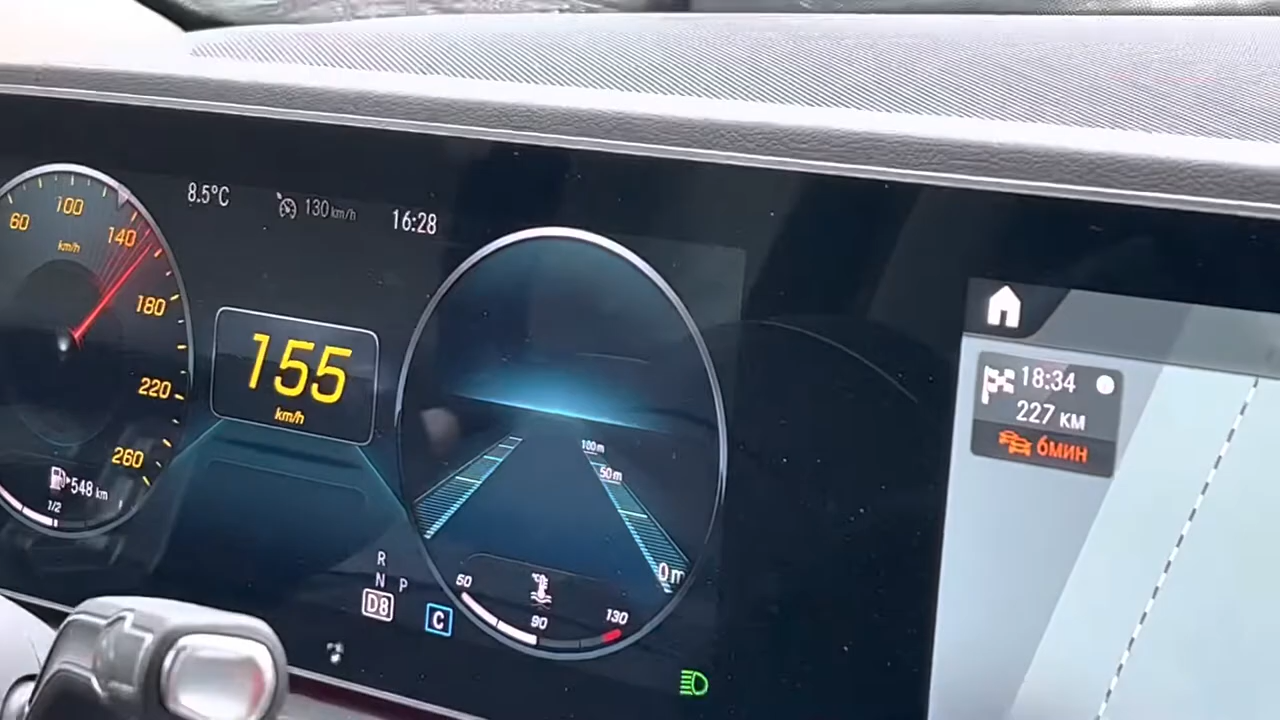 60
100
140
km/h
180
220
260
548 km
1/2
8.5°C
130 km/h
16:28
155
km/h
100 m
50 m
0 m
R
N P
D8
C
50
90
130
°C
18:34
227 км
6мин